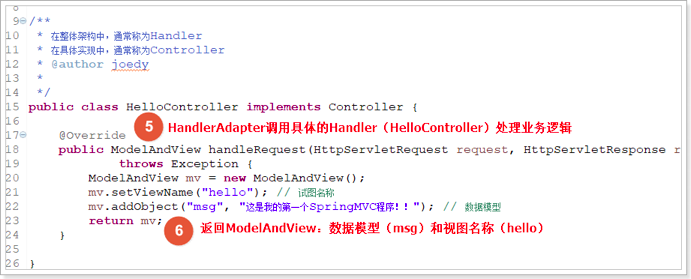 8
9 /**
10 * 在整体架构中，通常称为Handler
11 * 在具体实现中，通常称为Controller
12 * @author joedy
13 *
14 */
15 public class HelloController implements Controller {
16
5 HandlerAdapter调用具体的Handler（HelloController）处理业务逻辑
17 @Override
18 public ModelAndView handleRequest(HttpServletRequest request, HttpServletResponse r
19 throws Exception {
20 ModelAndView mv = new ModelAndView();
21 mv.setViewName("hello"); // 试图名称
22 mv.addObject("msg", "这是我的第一个SpringMVC程序！！"); // 数据模型
23 return mv;
6 返回ModelAndView：数据模型（msg）和视图名称（hello）
24 }
25
26 }